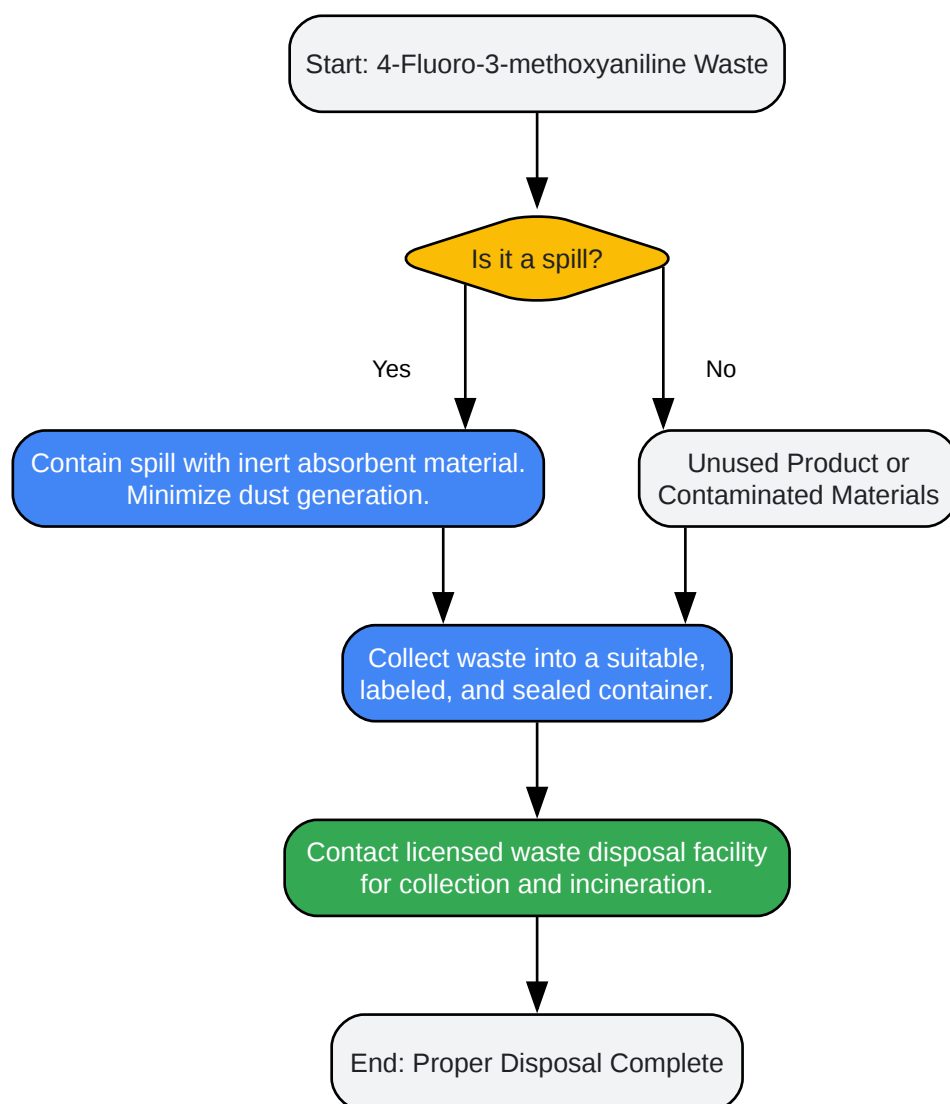 Start: 4-Fluoro-3-methoxyaniline Waste
Is it a spill?
Yes
No
Contain spill with inert absorbent material.
Minimize dust generation.
Unused Product or
Contaminated Materials
Collect waste into a suitable,
labeled, and sealed container.
Contact licensed waste disposal facility
for collection and incineration.
End: Proper Disposal Complete